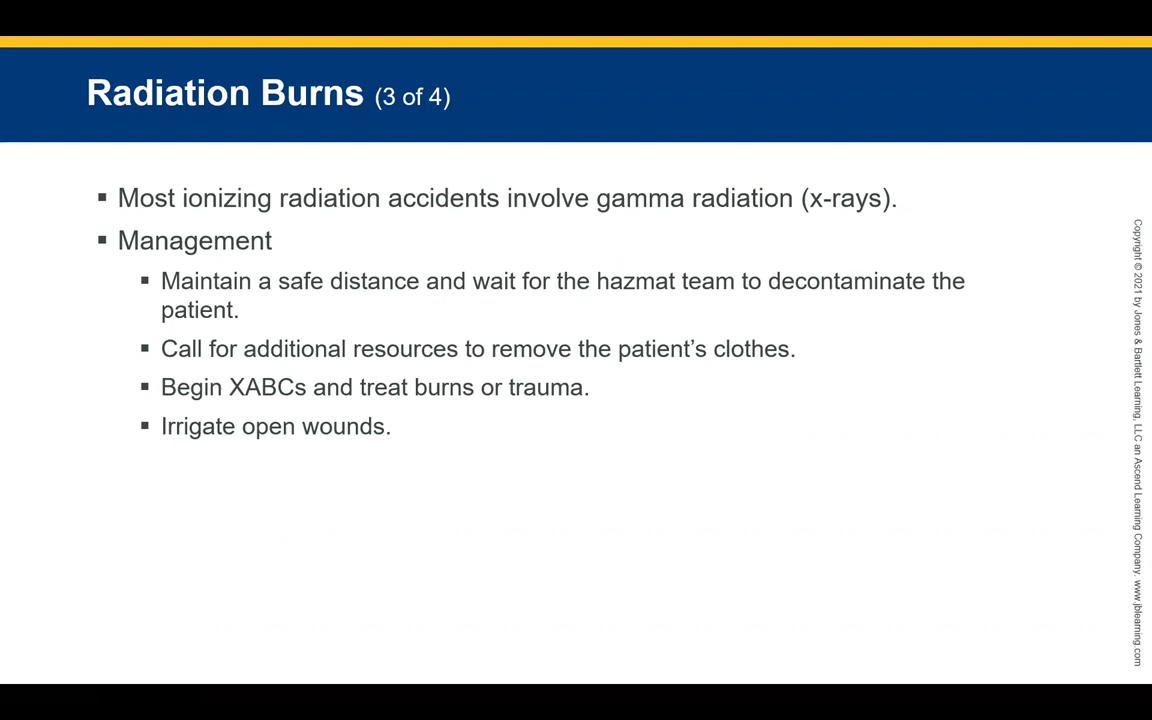 Radiation Burns (3 of 4)
▪ Most ionizing radiation accidents involve gamma radiation (x-rays).
▪ Management
▪ Maintain a safe distance and wait for the hazmat team to decontaminate the
patient.
▪ Call for additional resources to remove the patient’s clothes.
▪ Begin XABCs and treat burns or trauma.
▪ Irrigate open wounds.
Copyright © 2021 by Jones & Bartlett Learning, LLC an Ascend Learning Company. www.jblearning.com